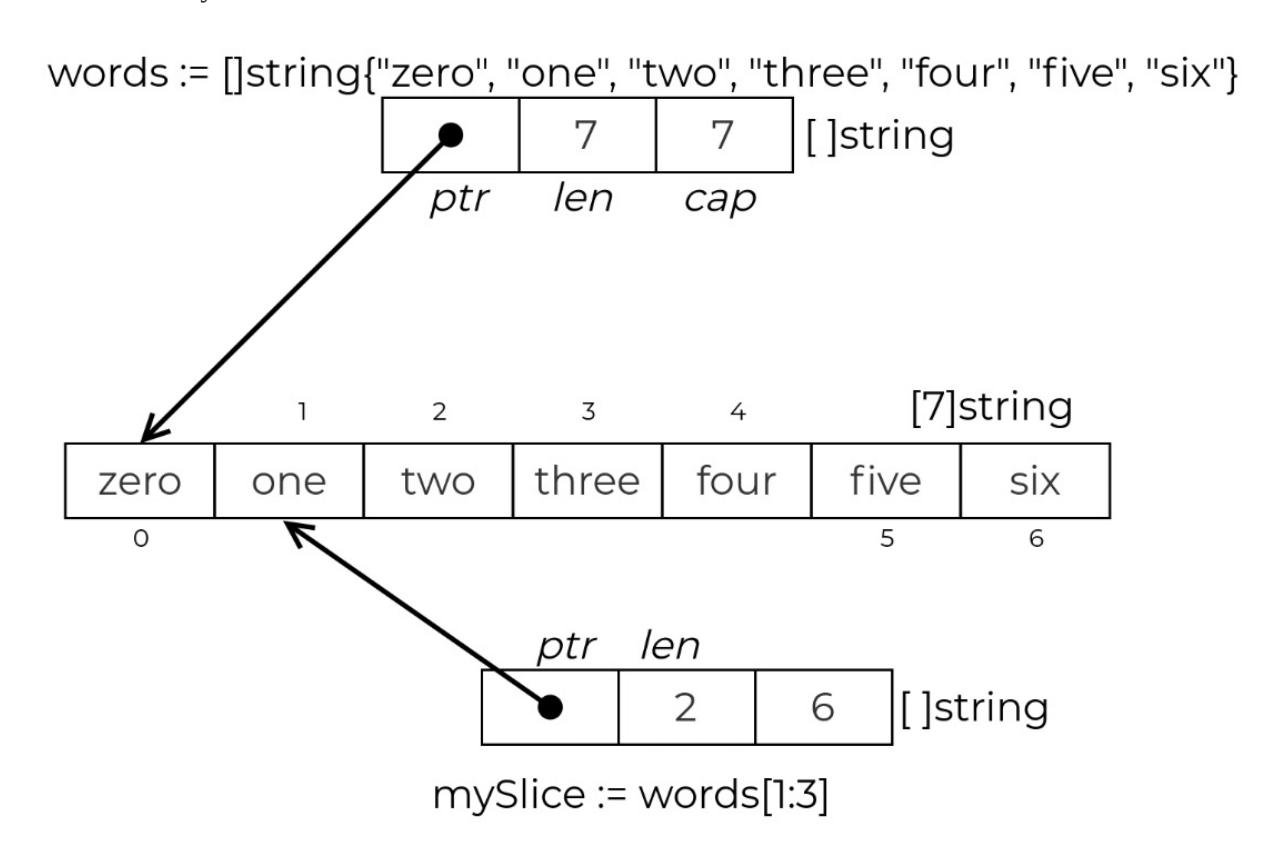 words := []string{"zero", "one", "two", "three", "four", "five", "six"}
7 7 [ ]string
ptr len cap
1 2 3 4 [7]string
zero one two three four five six
0 5 6
ptr len
2 6 [ ]string
mySlice := words[1:3]